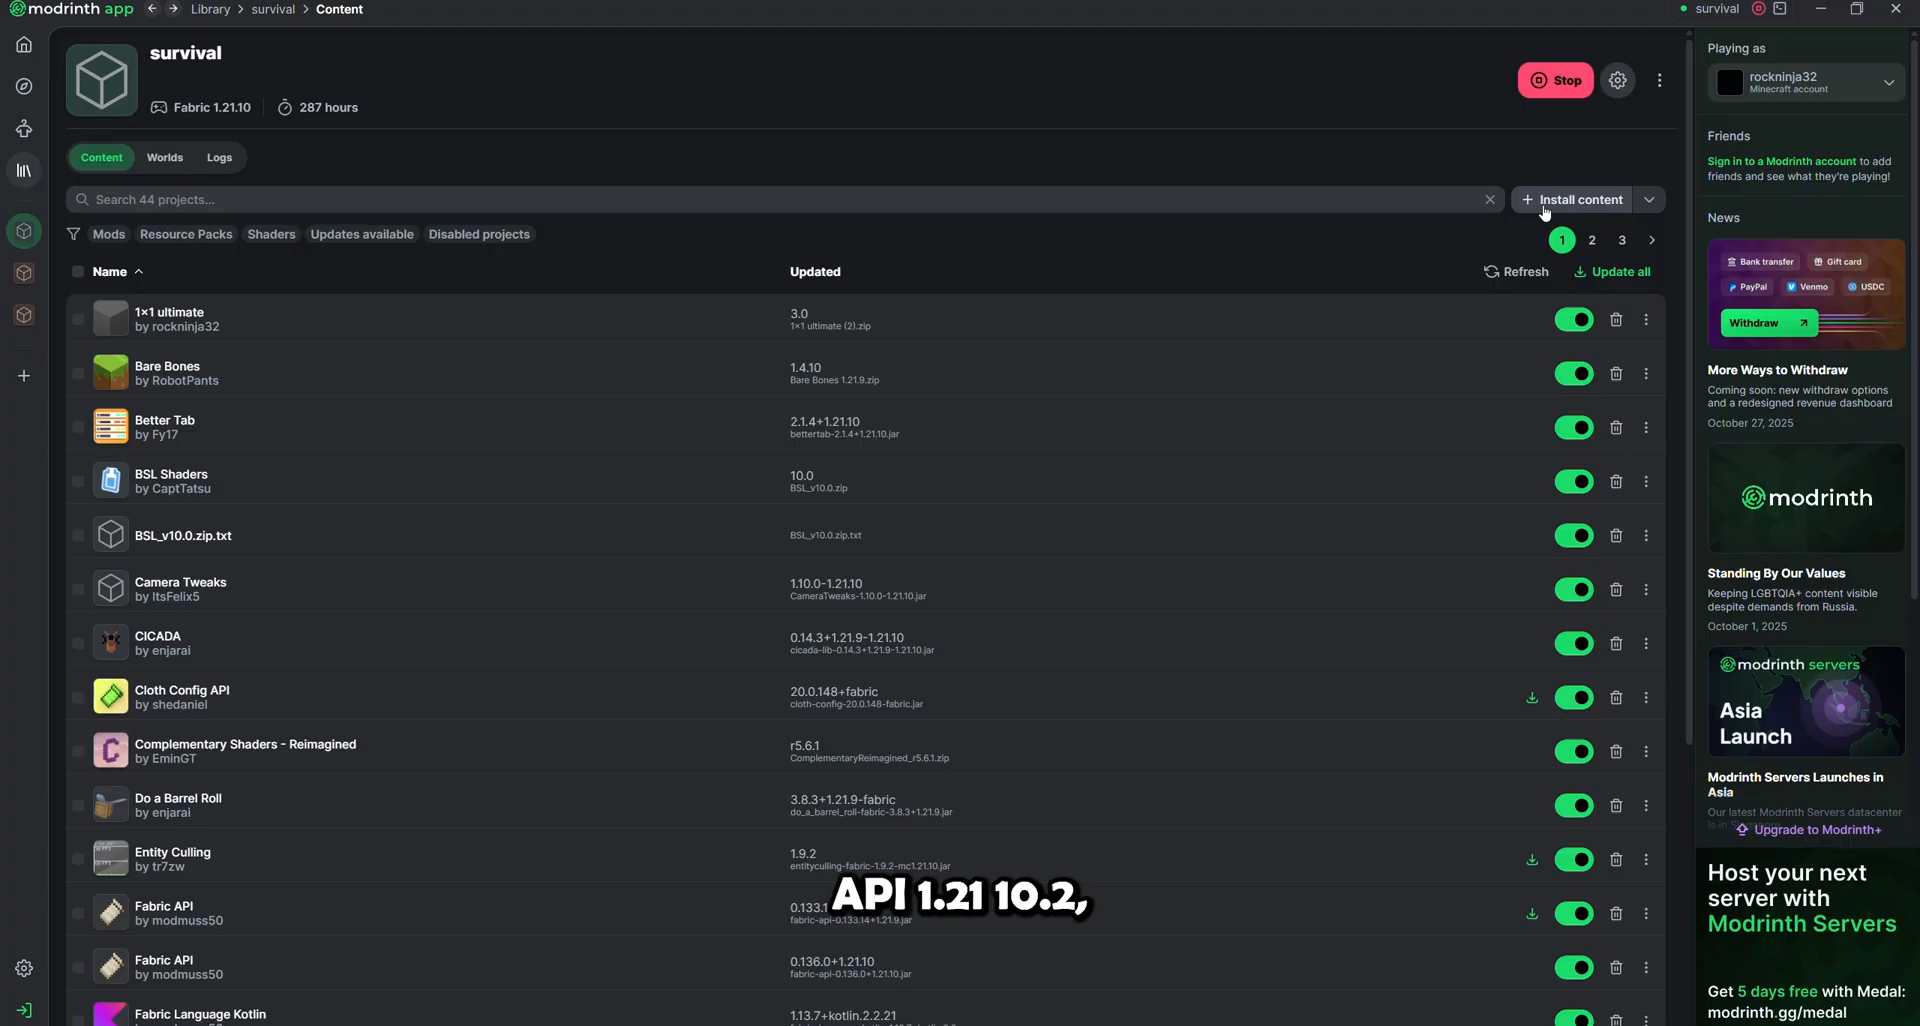 modrinth app
Library > survival > Content
survival
survival
Fabric 1.21.10
287 hours
Stop
Content
Worlds
Logs
Search 44 projects...
+ Install content
Mods
Resource Packs
Shaders
Updates available
Disabled projects
1
2
3
Name
Updated
Refresh
Update all
1×1 ultimate
by rockninja32
3.0
1×1 ultimate (2).zip
Bare Bones
by RobotPants
1.4.10
Bare Bones 1.21.9.zip
Better Tab
by Fy17
2.1.4+1.21.10
bettertab-2.1.4+1.21.10.jar
BSL Shaders
by CaptTatsu
10.0
BSL_v10.0.zip
BSL_v10.0.zip.txt
BSL_v10.0.zip.txt
Camera Tweaks
by ItsFelix5
1.10.0-1.21.10
CameraTweaks-1.10.0-1.21.10.jar
CICADA
by enjarai
0.14.3+1.21.9-1.21.10
cicada-lib-0.14.3+1.21.9-1.21.10.jar
Cloth Config API
by shedaniel
20.0.148+fabric
cloth-config-20.0.148-fabric.jar
Complementary Shaders - Reimagined
by EminGT
r5.6.1
ComplementaryReimagined_r5.6.1.zip
Do a Barrel Roll
by enjarai
3.8.3+1.21.9-fabric
do_a_barrel_roll-fabric-3.8.3+1.21.9.jar
Entity Culling
by tr7zw
1.9.2
entityculling-fabric-1.9.2-mc1.21.10.jar
API 1.21 10.2,
Fabric API
by modmuss50
0.133.1
fabric-api-0.133.14+1.21.9.jar
Fabric API
by modmuss50
0.136.0+1.21.10
fabric-api-0.136.0+1.21.10.jar
Fabric Language Kotlin
1.13.7+kotlin.2.2.21
Playing as
rockninja32
Minecraft account
Friends
Sign in to a Modrinth account to add
friends and see what they're playing!
News
Bank transfer
Gift card
PayPal
Venmo
USDC
Withdraw
More Ways to Withdraw
Coming soon: new withdraw options
and a redesigned revenue dashboard
October 27, 2025
modrinth
Standing By Our Values
Keeping LGBTQIA+ content visible
despite demands from Russia.
October 1, 2025
modrinth servers
Asia
Launch
Modrinth Servers Launches in
Asia
Our latest Modrinth Servers datacenter
Upgrade to Modrinth+
Host your next
server with
Modrinth Servers
Get 5 days free with Medal:
modrinth.gg/medal